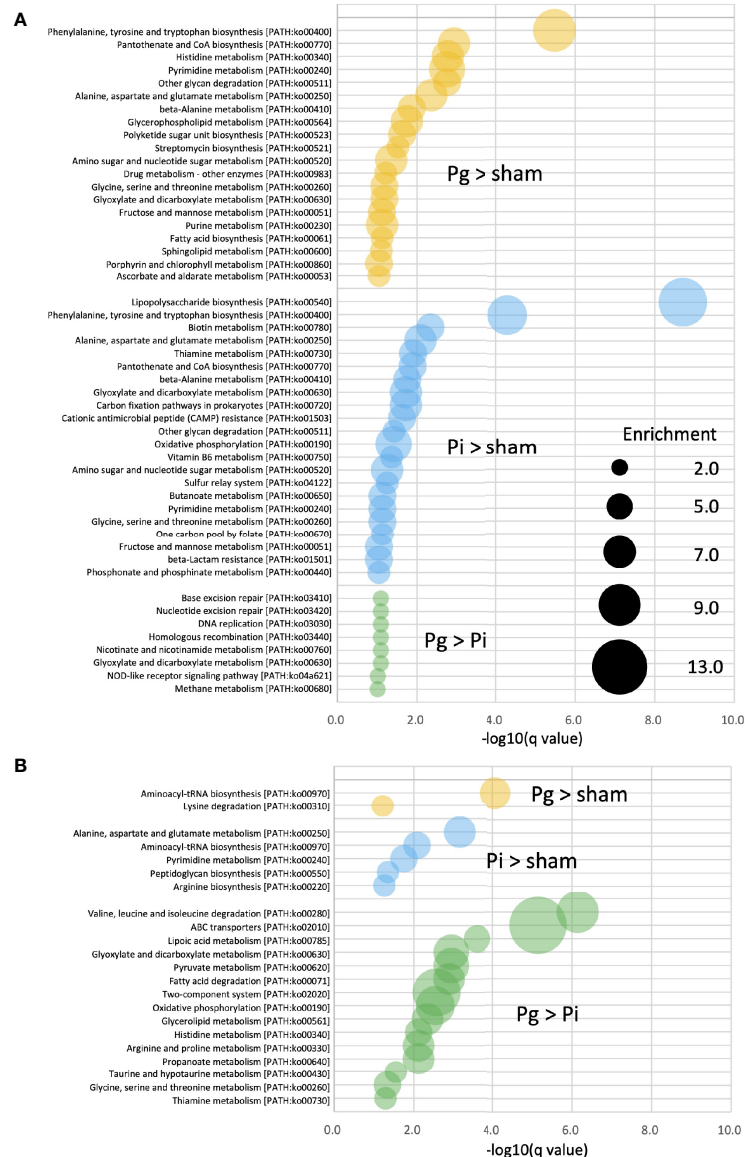 A
Phenylalanine, tyrosine and tryptophan biosynthesis [PATH:ko00400]
Pantothenate and CoA biosynthesis [PATH:ko00770]
Histidine metabolism [PATH:ko00340]
Pyrimidine metabolism [PATH:ko00240]
Other glycan degradation [PATH:ko00511]
Alanine, aspartate and glutamate metabolism [PATH:ko00250]
beta-Alanine metabolism [PATH:ko00410]
Glycerophospholipid metabolism [PATH:ko00564]
Polyketide sugar unit biosynthesis [PATH:ko00523]
Streptomycin biosynthesis [PATH:ko00521]
Amino sugar and nucleotide sugar metabolism [PATH:ko00520]
Drug metabolism - other enzymes [PATH:ko00983]
Glycine, serine and threonine metabolism [PATH:ko00260]
Glyoxylate and dicarboxylate metabolism [PATH:ko00630]
Fructose and mannose metabolism [PATH:ko00051]
Purine metabolism [PATH:ko00230]
Fatty acid biosynthesis [PATH:ko00061]
Sphingolipid metabolism [PATH:ko00600]
Porphyrin and chlorophyll metabolism [PATH:ko00860]
Ascorbate and aldarate metabolism [PATH:ko00053]
Pg > sham
Lipopolysaccharide biosynthesis [PATH:ko00540]
Phenylalanine, tyrosine and tryptophan biosynthesis [PATH:ko00400]
Biotin metabolism [PATH:ko00780]
Alanine, aspartate and glutamate metabolism [PATH:ko00250]
Thiamine metabolism [PATH:ko00730]
Pantothenate and CoA biosynthesis [PATH:ko00770]
beta-Alanine metabolism [PATH:ko00410]
Glyoxylate and dicarboxylate metabolism [PATH:ko00630]
Carbon fixation pathways in prokaryotes [PATH:ko00720]
Cationic antimicrobial peptide (CAMP) resistance [PATH:ko01503]
Other glycan degradation [PATH:ko00511]
Oxidative phosphorylation [PATH:ko00190]
Vitamin B6 metabolism [PATH:ko00750]
Amino sugar and nucleotide sugar metabolism [PATH:ko00520]
Sulfur relay system [PATH:ko04122]
Butanoate metabolism [PATH:ko00650]
Pyrimidine metabolism [PATH:ko00240]
Glycine, serine and threonine metabolism [PATH:ko00260]
One carbon pool by folate [PATH:ko00670]
Fructose and mannose metabolism [PATH:ko00051]
beta-Lactam resistance [PATH:ko01501]
Phosphonate and phosphinate metabolism [PATH:ko00440]
Pi > sham
Enrichment
2.0
5.0
7.0
9.0
13.0
Base excision repair [PATH:ko03410]
Nucleotide excision repair [PATH:ko03420]
DNA replication [PATH:ko03030]
Homologous recombination [PATH:ko03440]
Nicotinate and nicotinamide metabolism [PATH:ko00760]
Glyoxylate and dicarboxylate metabolism [PATH:ko00630]
NOD-like receptor signaling pathway [PATH:ko04a621]
Methane metabolism [PATH:ko00680]
Pg > Pi
0.0 2.0 4.0 6.0 8.0 10.0
-log10(q value)
B
Aminoacyl-tRNA biosynthesis [PATH:ko00970]
Lysine degradation [PATH:ko00310]
Pg > sham
Alanine, aspartate and glutamate metabolism [PATH:ko00250]
Aminoacyl-tRNA biosynthesis [PATH:ko00970]
Pyrimidine metabolism [PATH:ko00240]
Peptidoglycan biosynthesis [PATH:ko00550]
Arginine biosynthesis [PATH:ko00220]
Pi > sham
Valine, leucine and isoleucine degradation [PATH:ko00280]
ABC transporters [PATH:ko02010]
Lipoic acid metabolism [PATH:ko00785]
Glyoxylate and dicarboxylate metabolism [PATH:ko00630]
Pyruvate metabolism [PATH:ko00620]
Fatty acid degradation [PATH:ko00071]
Two-component system [PATH:ko02020]
Oxidative phosphorylation [PATH:ko00190]
Glycerolipid metabolism [PATH:ko00561]
Histidine metabolism [PATH:ko00340]
Arginine and proline metabolism [PATH:ko00330]
Propanoate metabolism [PATH:ko00640]
Taurine and hypotaurine metabolism [PATH:ko00430]
Glycine, serine and threonine metabolism [PATH:ko00260]
Thiamine metabolism [PATH:ko00730]
Pg > Pi
0.0 2.0 4.0 6.0 8.0 10.0
-log10(q value)